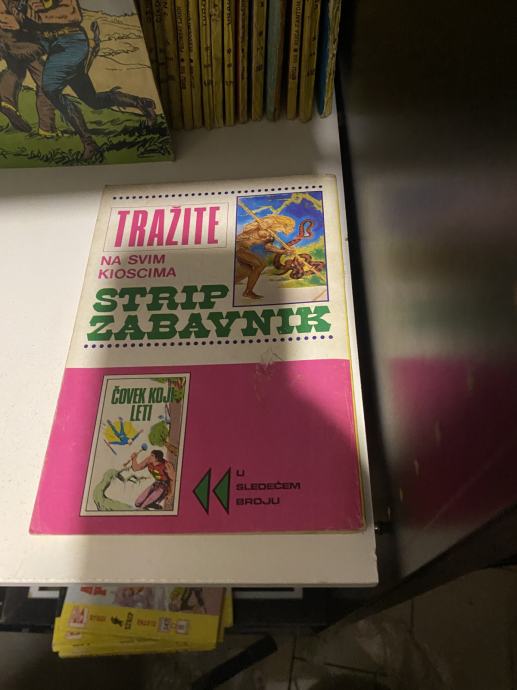 TRAŽITE
NA SVIM
KIOSCIMA
STRIP
ZABAVNIK
ČOVEK KOJI
LETI
U
SLEDEĆEM
BROJU